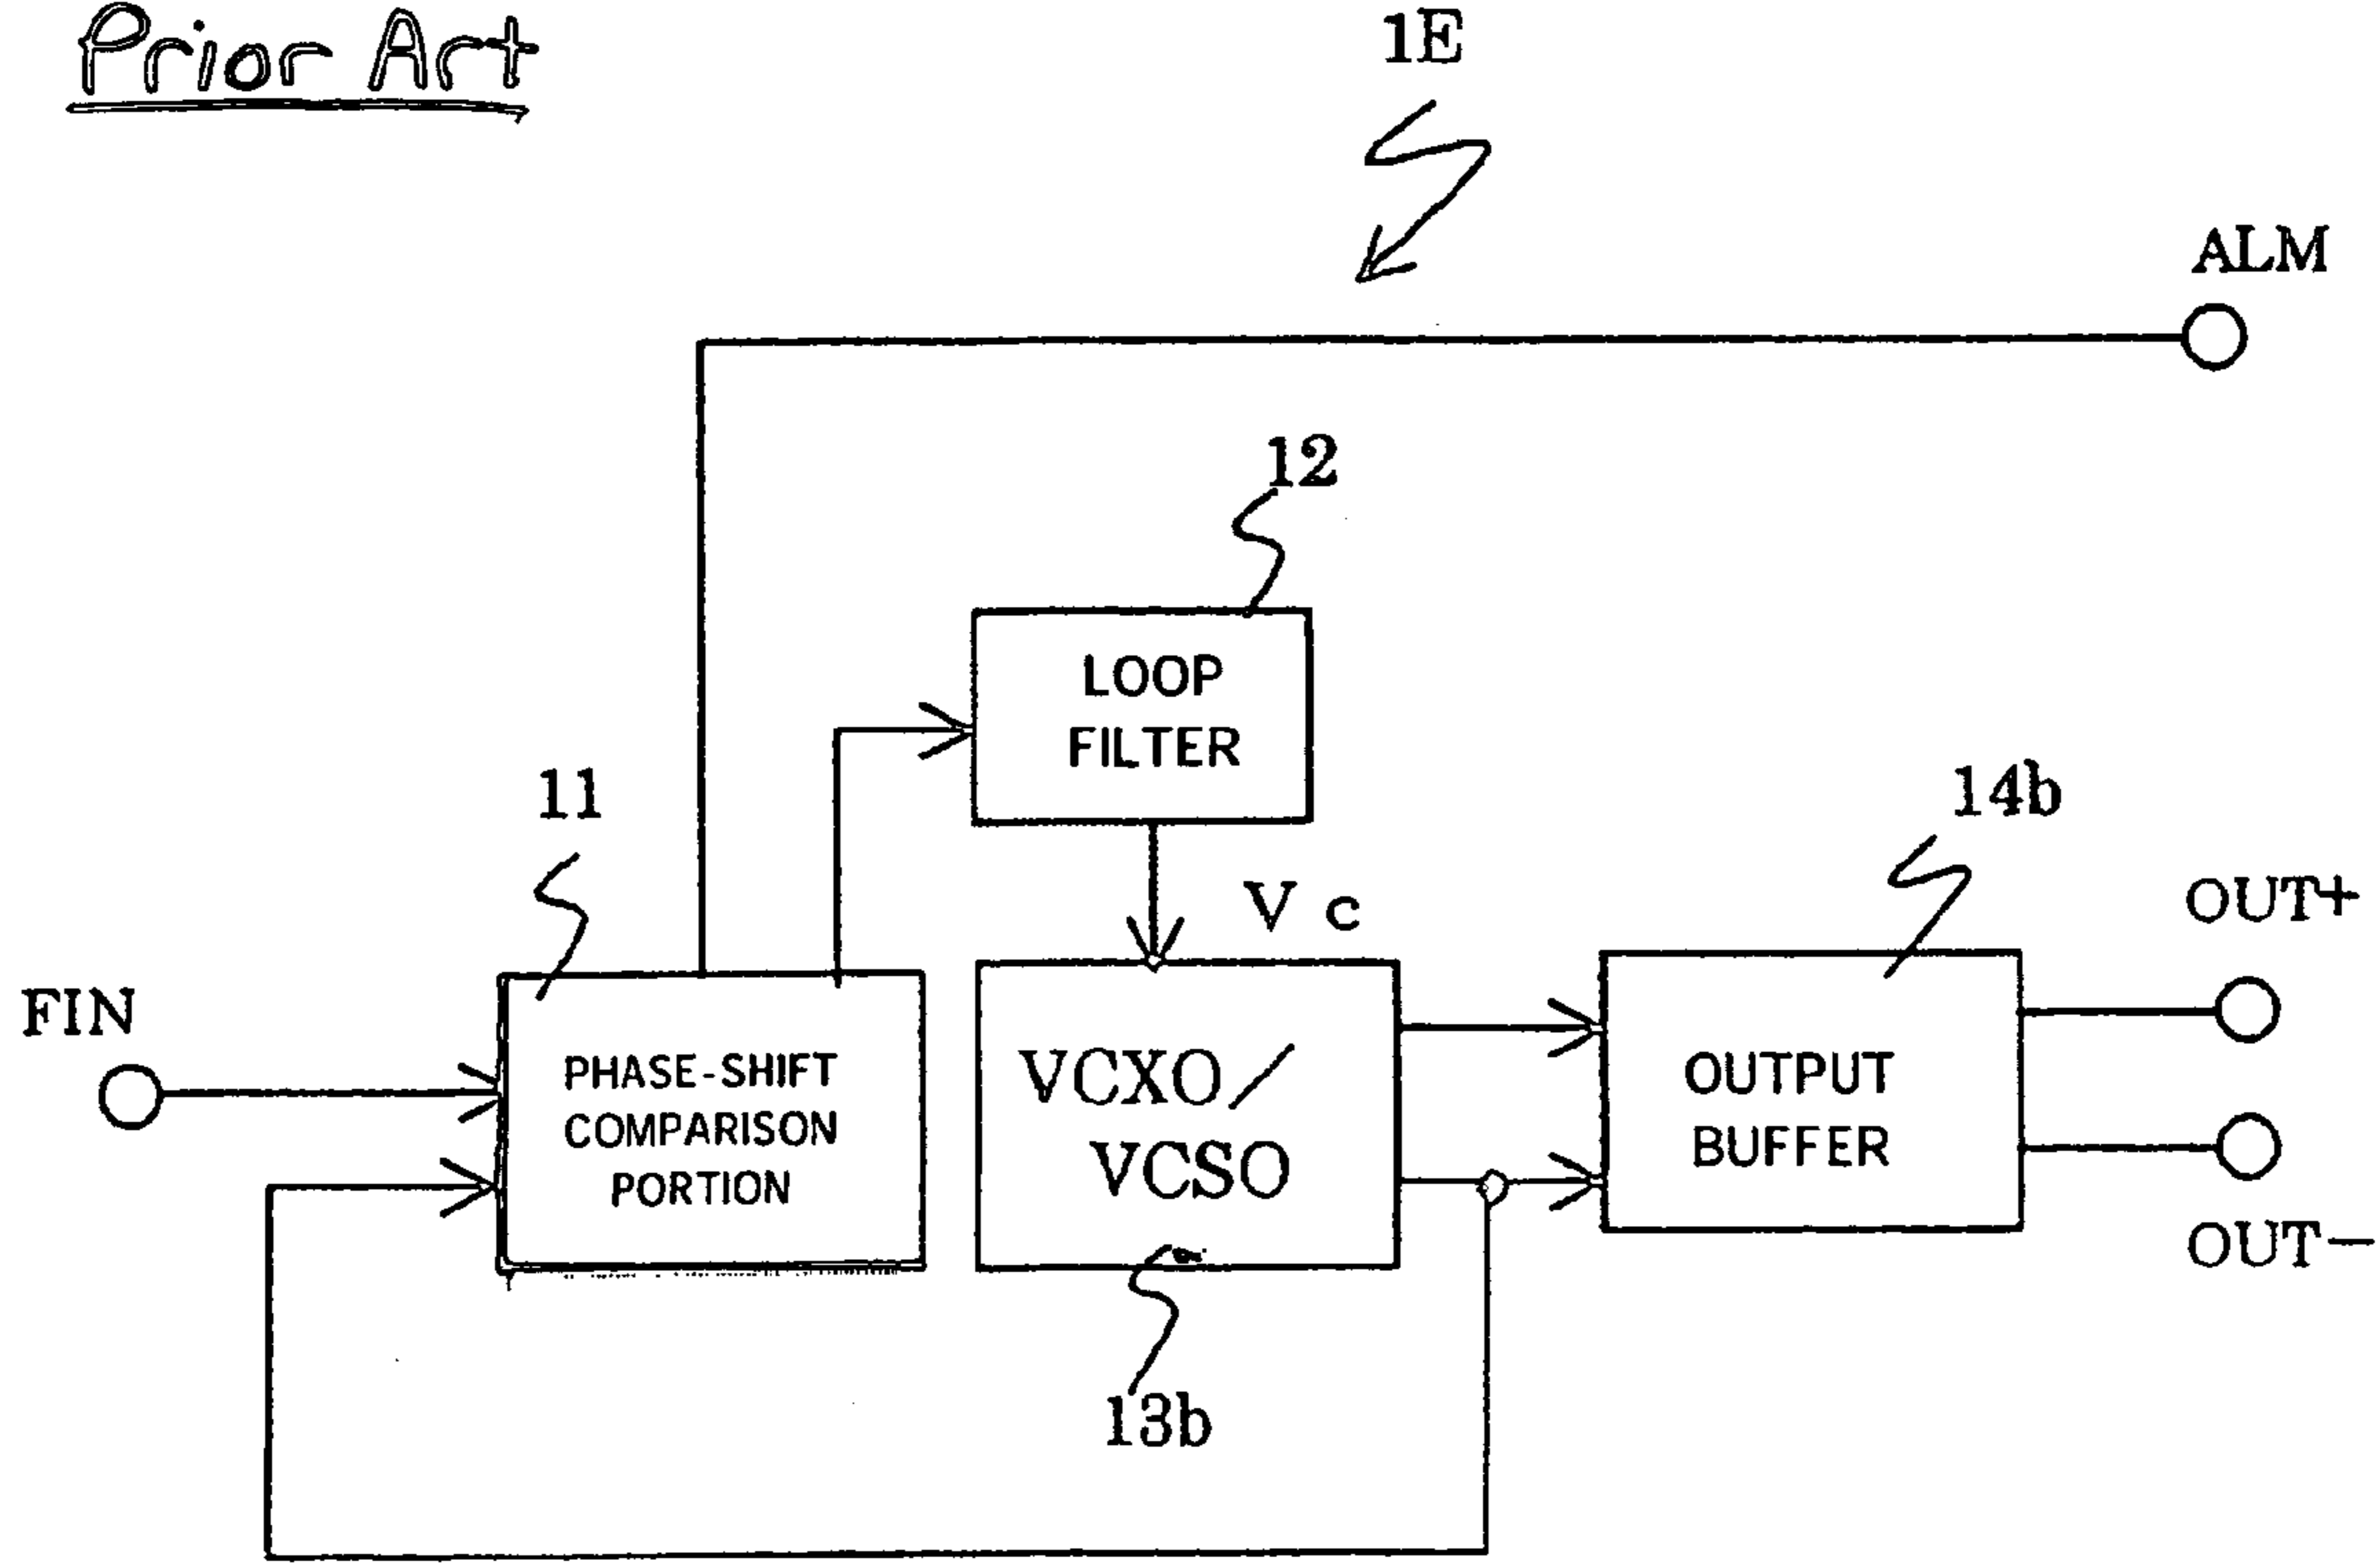 Prior Art
1E
ALM
12
LOOP
FILTER
11
14b
Vc
OUT+
FIN
PHASE-SHIFT
COMPARISON
PORTION
VCXO/
VCSO
OUTPUT
BUFFER
OUT-
13b